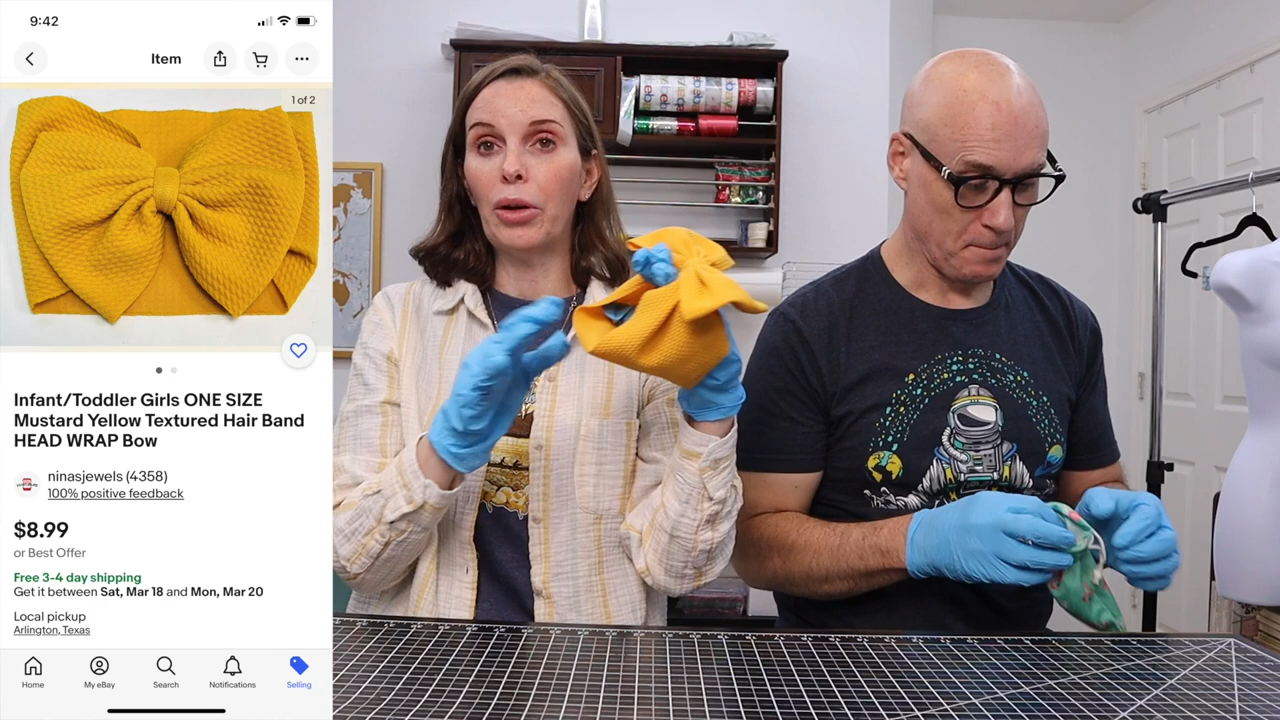 9:42
Item
1 of 2
Infant/Toddler Girls ONE SIZE
Mustard Yellow Textured Hair Band
HEAD WRAP Bow
ninasjewels (4358)
100% positive feedback
$8.99
or Best Offer
Free 3-4 day shipping
Get it between Sat, Mar 18 and Mon, Mar 20
Local pickup
Arlington, Texas
Home
My eBay
Search
Notifications
Selling